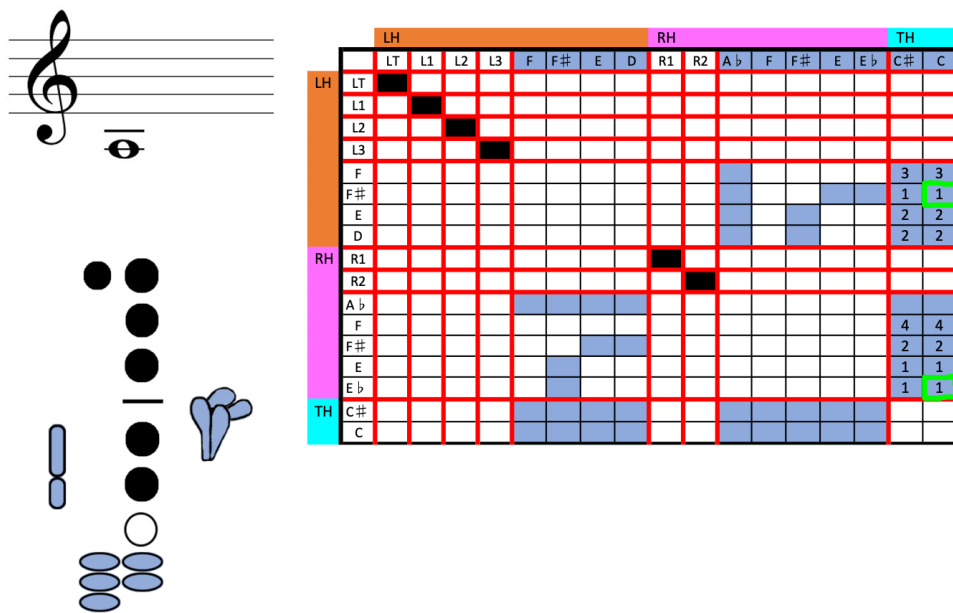 LH RH TH
LT L1 L2 L3 F F♯ E D R1 R2 A♭ F F♯ E E♭ C♯ C
LH LT
L1
L2
L3
F 3 3
F♯ 1 1
E 2 2
D 2 2
RH R1
R2
A♭
F 4 4
F♯ 2 2
E 1 1
E♭ 1 1
TH C♯
C